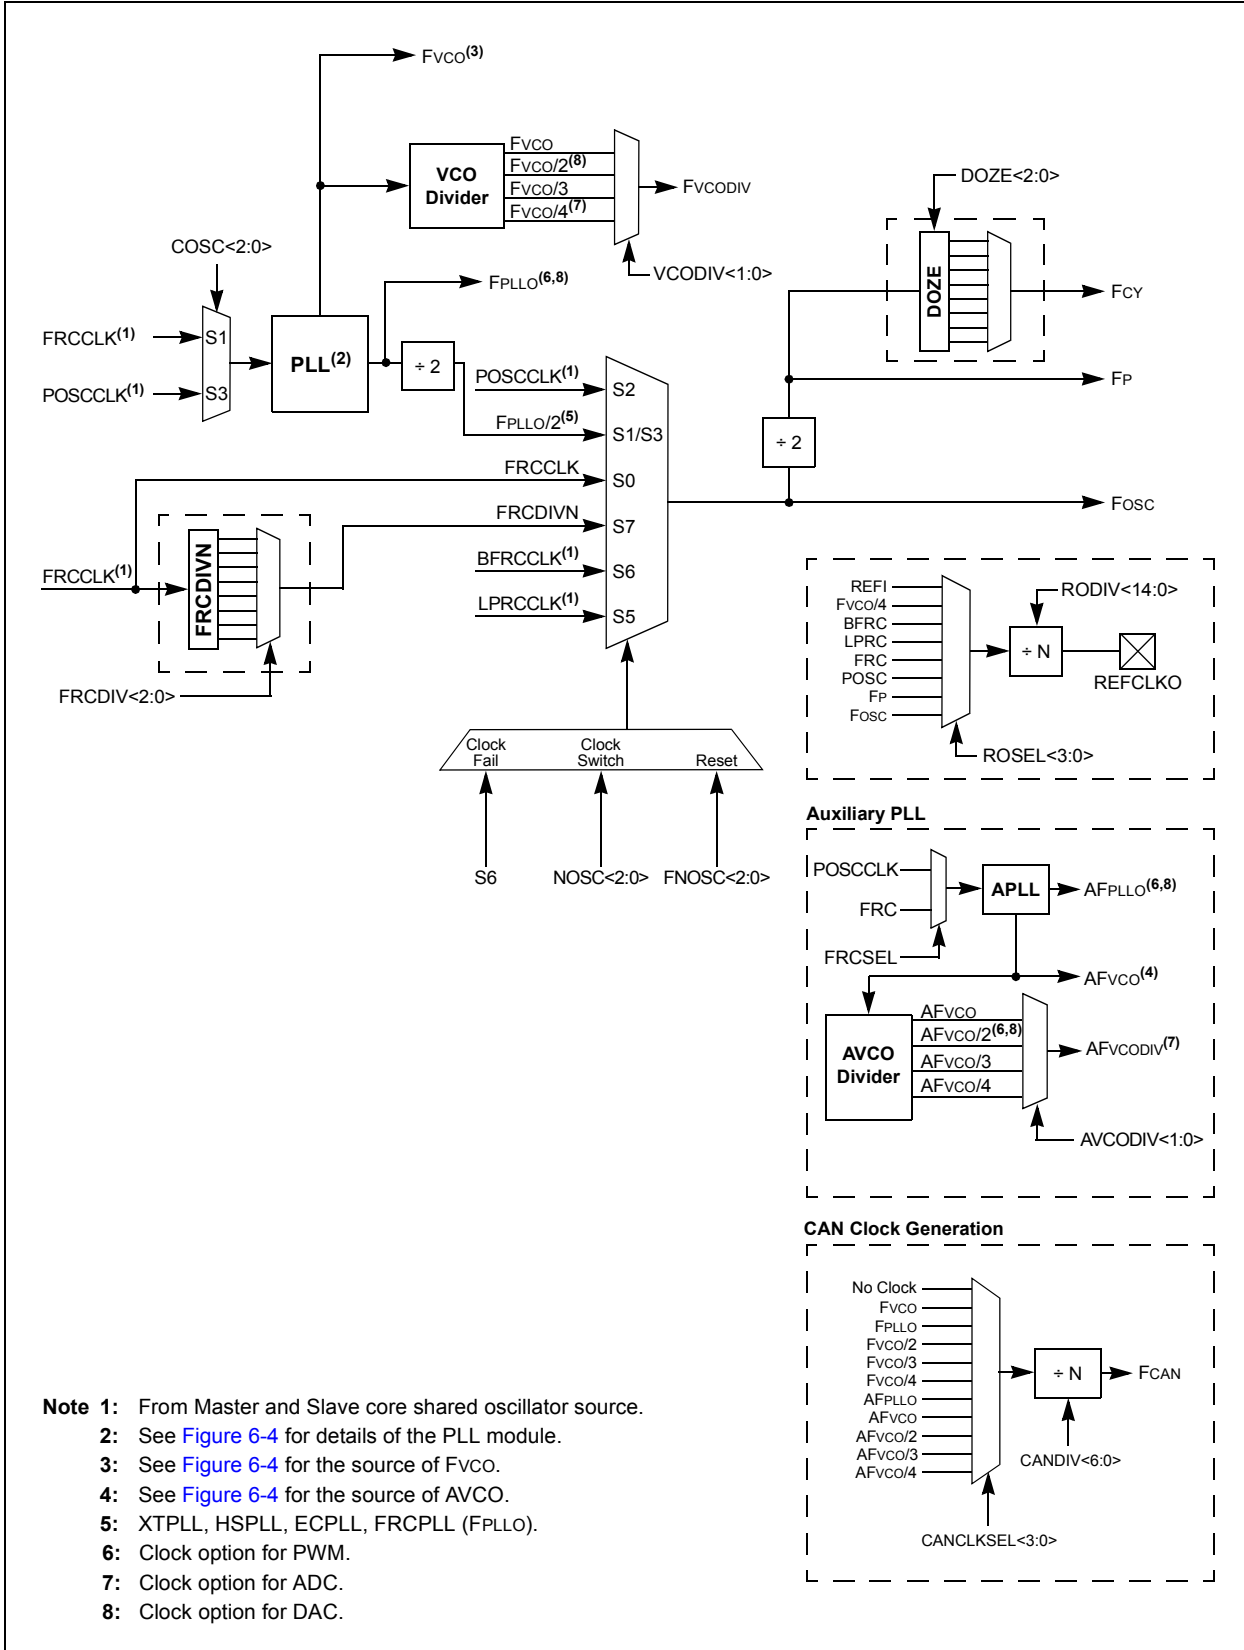 FVCO(3)
VCO
Divider
FVCO
FVCO/2(8)
FVCO/3
FVCO/4(7)
FVCODIV
VCODIV<1:0>
DOZE<2:0>
DOZE
FCY
FP
÷ 2
FOSC
COSC<2:0>
FRCCLK(1)
S1
POSCCLK(1)
S3
PLL(2)
FPLLO(6,8)
÷ 2
POSCCLK(1)
S2
FPLLO/2(5)
S1/S3
FRCCLK
S0
FRCDIVN
S7
BFRCCLK(1)
S6
LPRCCLK(1)
S5
FRCCLK(1)
FRCDIVN
FRCDIV<2:0>
Clock
Fail
Clock
Switch
Reset
S6
NOSC<2:0>
FNOSC<2:0>
REFI
FVCO/4
BFRC
LPRC
FRC
POSC
FP
FOSC
RODIV<14:0>
÷ N
REFCLKO
ROSEL<3:0>
Auxiliary PLL
POSCCLK
FRC
FRCSEL
APLL
AFPLLO(6,8)
AFVCO(4)
AVCO
Divider
AFVCO
AFVCO/2(6,8)
AFVCO/3
AFVCO/4
AFVCODIV(7)
AVCODIV<1:0>
CAN Clock Generation
No Clock
FVCO
FPLLO
FVCO/2
FVCO/3
FVCO/4
AFPLLO
AFVCO
AFVCO/2
AFVCO/3
AFVCO/4
÷ N
FCAN
CANDIV<6:0>
CANCLKSEL<3:0>
Note 1: From Master and Slave core shared oscillator source.
2: See Figure 6-4 for details of the PLL module.
3: See Figure 6-4 for the source of FVCO.
4: See Figure 6-4 for the source of AVCO.
5: XTPLL, HSPLL, ECPLL, FRCPLL (FPLLO).
6: Clock option for PWM.
7: Clock option for ADC.
8: Clock option for DAC.